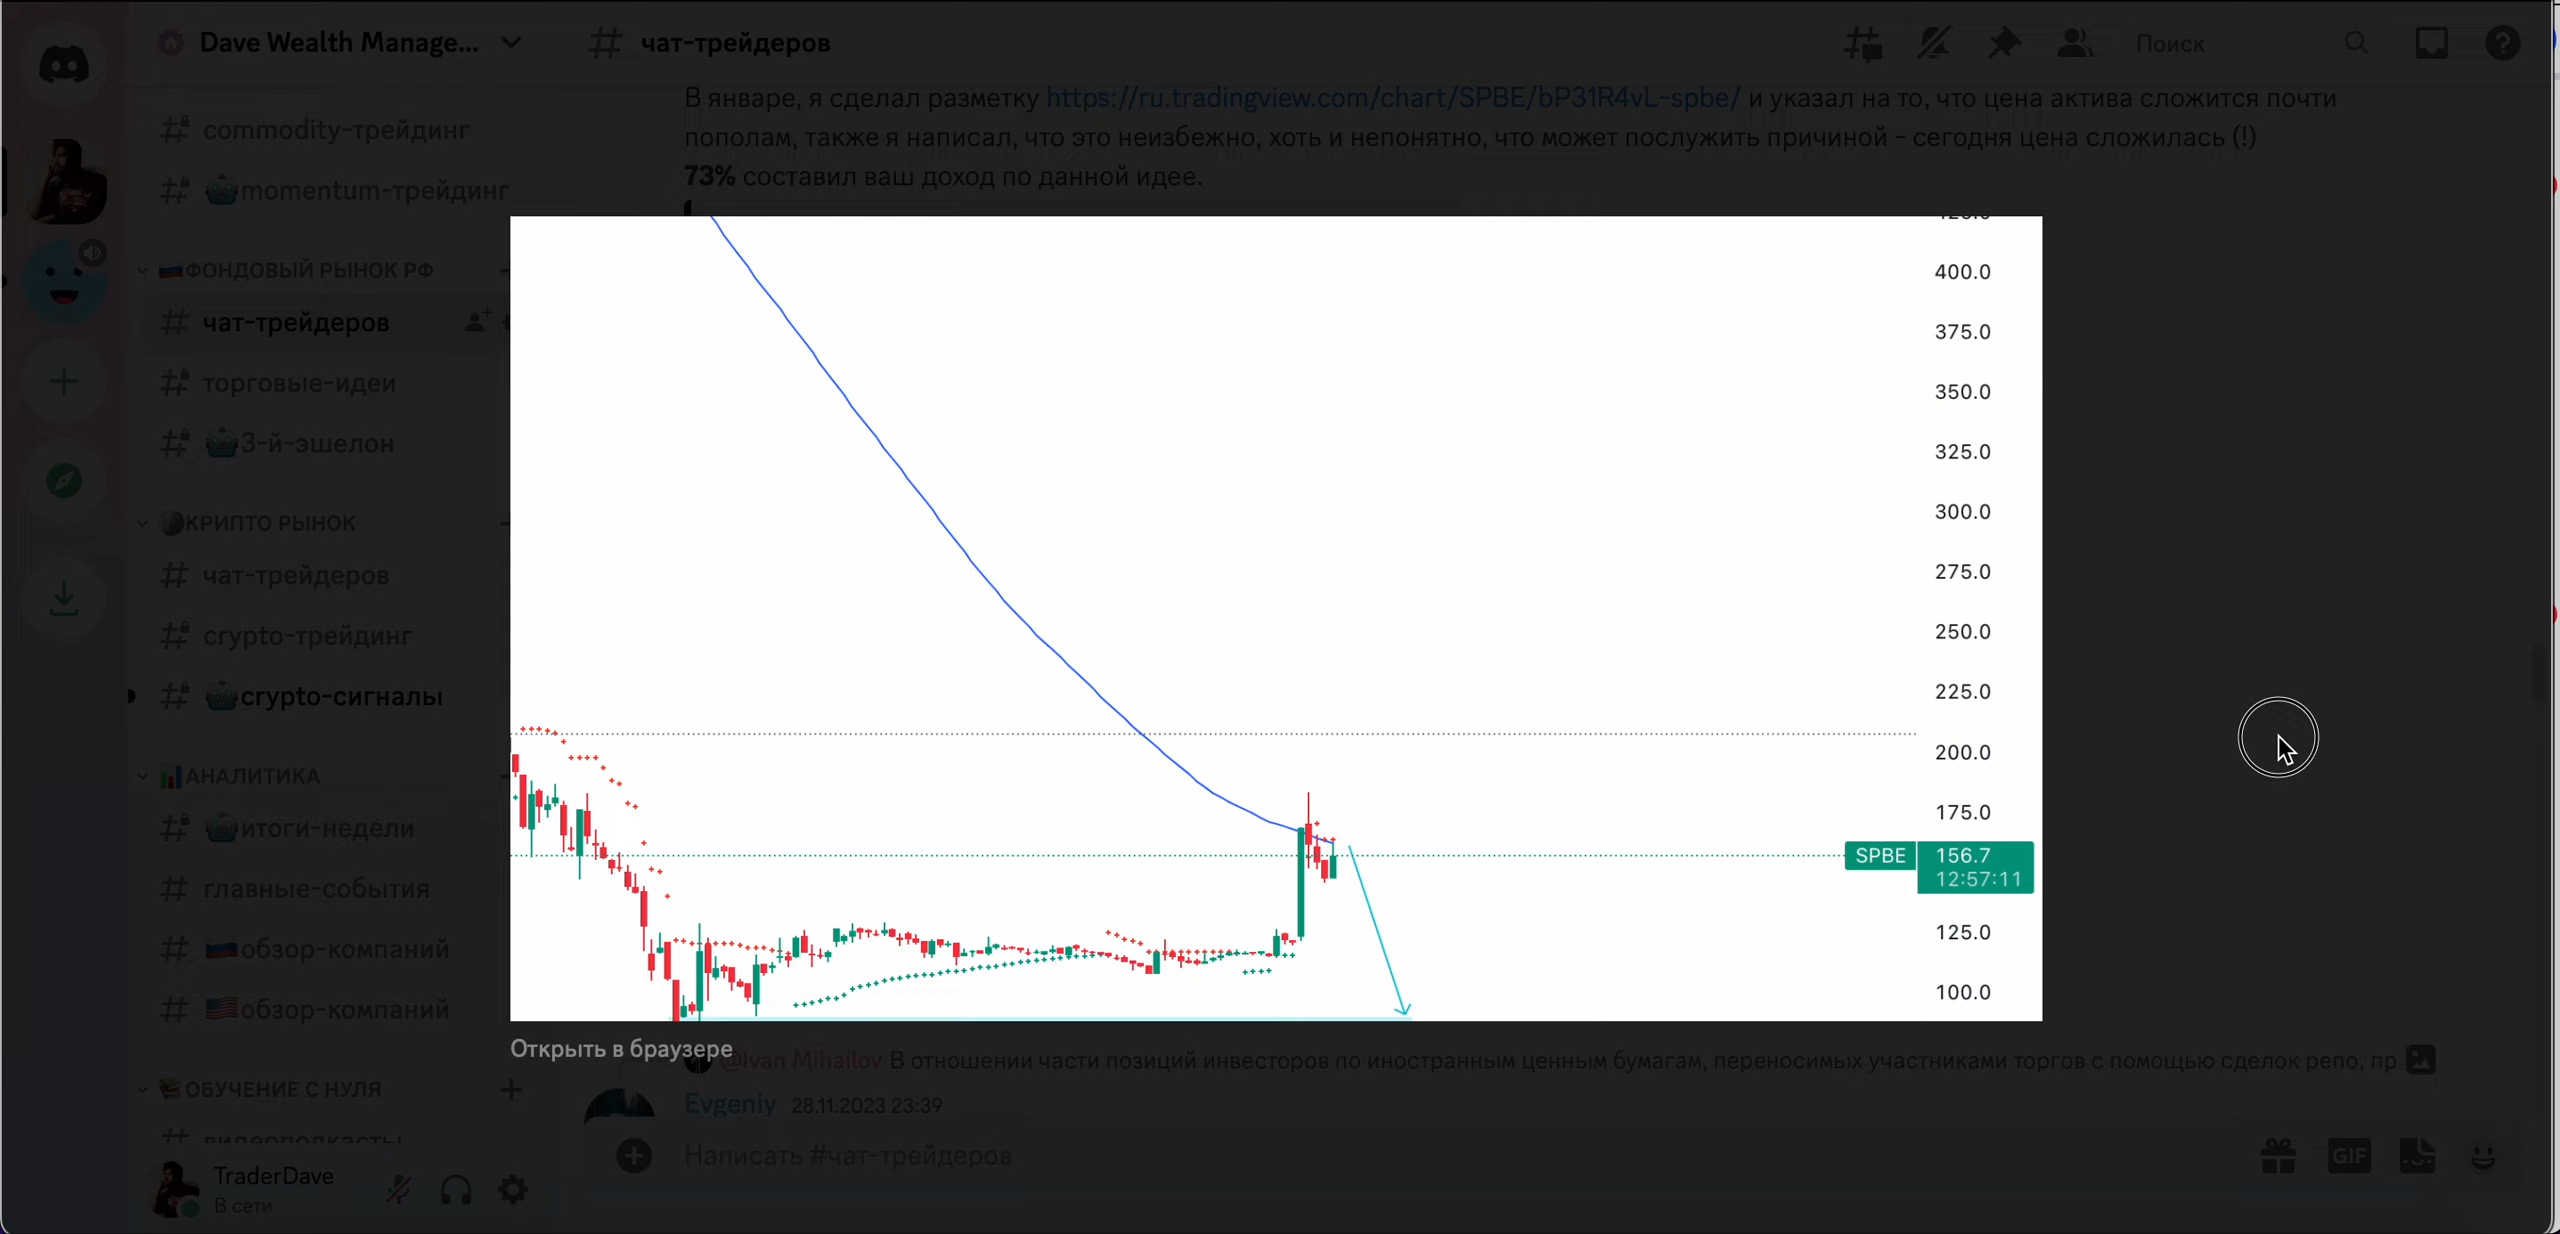 Dave Wealth Manage...
чат-трейдеров
Поиск
commodity-трейдинг
momentum-трейдинг
ФОНДОВЫЙ РЫНОК РФ
чат-трейдеров
торговые-идеи
3-й-эшелон
КРИПТО РЫНОК
чат-трейдеров
crypto-трейдинг
crypto-сигналы
АНАЛИТИКА
итоги-недели
главные-события
обзор-компаний
обзор-компаний
ОБУЧЕНИЕ С НУЛЯ
видеоподкасты
TraderDave
В сети
В январе, я сделал разметку https://ru.tradingview.com/chart/SPBE/bP31R4vL-spbe/ и указал на то, что цена актива сложится почти
пополам, также я написал, что это неизбежно, хоть и непонятно, что может послужить причиной - сегодня цена сложилась (!)
73% составил ваш доход по данной идее.
400.0
375.0
350.0
325.0
300.0
275.0
250.0
225.0
200.0
175.0
SPBE 156.7
12:57:11
125.0
100.0
Открыть в браузере
@Ivan Mihailov В отношении части позиций инвесторов по иностранным ценным бумагам, переносимых участниками торгов с помощью сделок репо, пр
Evgeniy 28.11.2023 23:39
Написать #чат-трейдеров
GIF